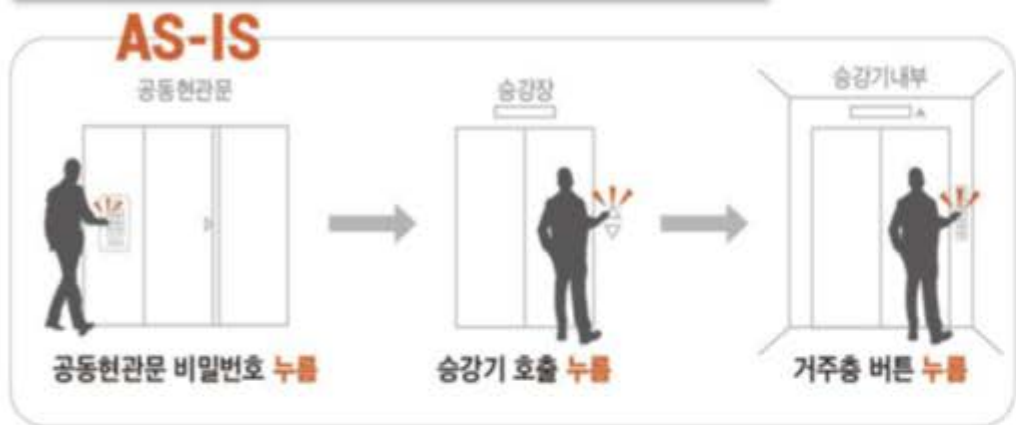 AS-IS
공동현관문
승강장
승강기내부
공동현관문 비밀번호 누름
승강기 호출 누름
거주층 버튼 누름